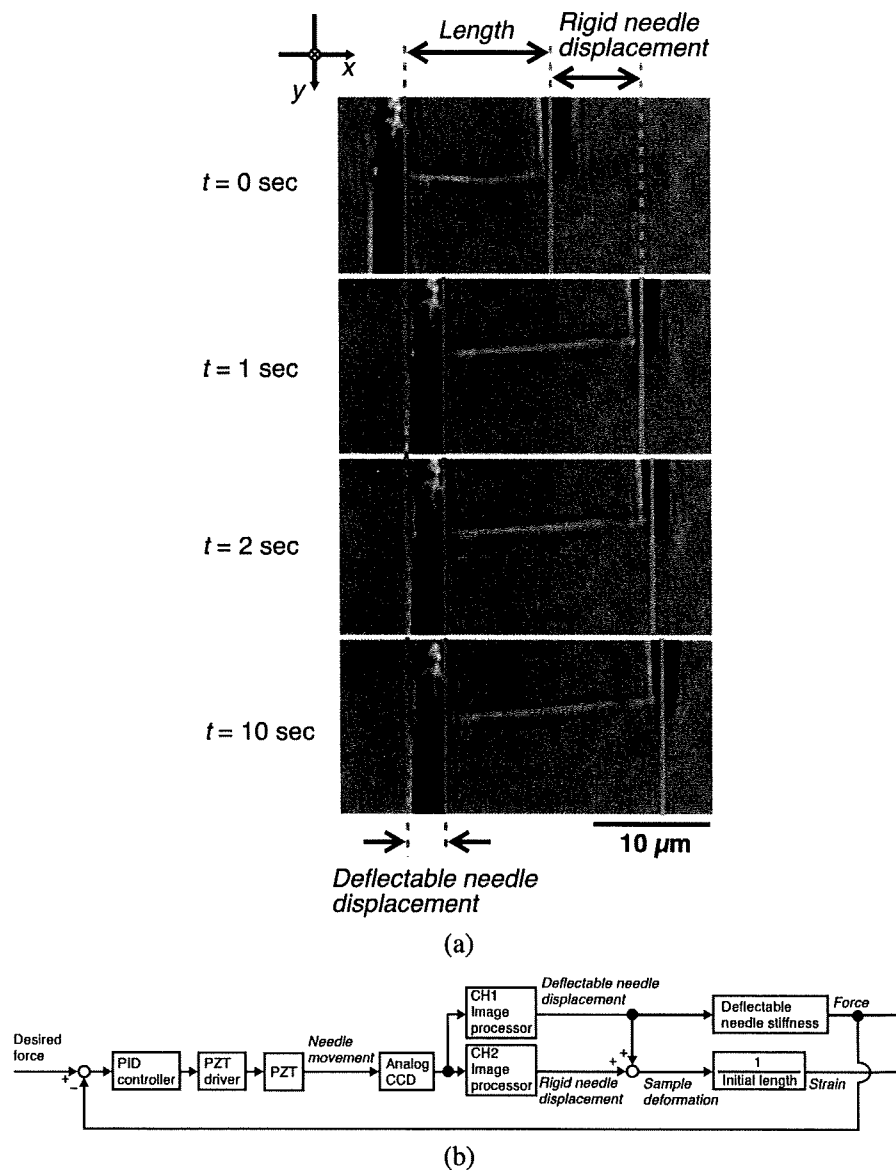 Length
Rigid needle
displacement
x
y
t = 0 sec
t = 1 sec
t = 2 sec
t = 10 sec
10 µm
Deflectable needle
displacement
(a)
Desired
force
+
−
PID
controller
PZT
driver
PZT
Needle
movement
Analog
CCD
CH1
Image
processor
CH2
Image
processor
Deflectable needle
displacement
Rigid needle
displacement
+
+
Sample
deformation
Deflectable
needle stiffness
Force
1
Initial length
Strain
(b)